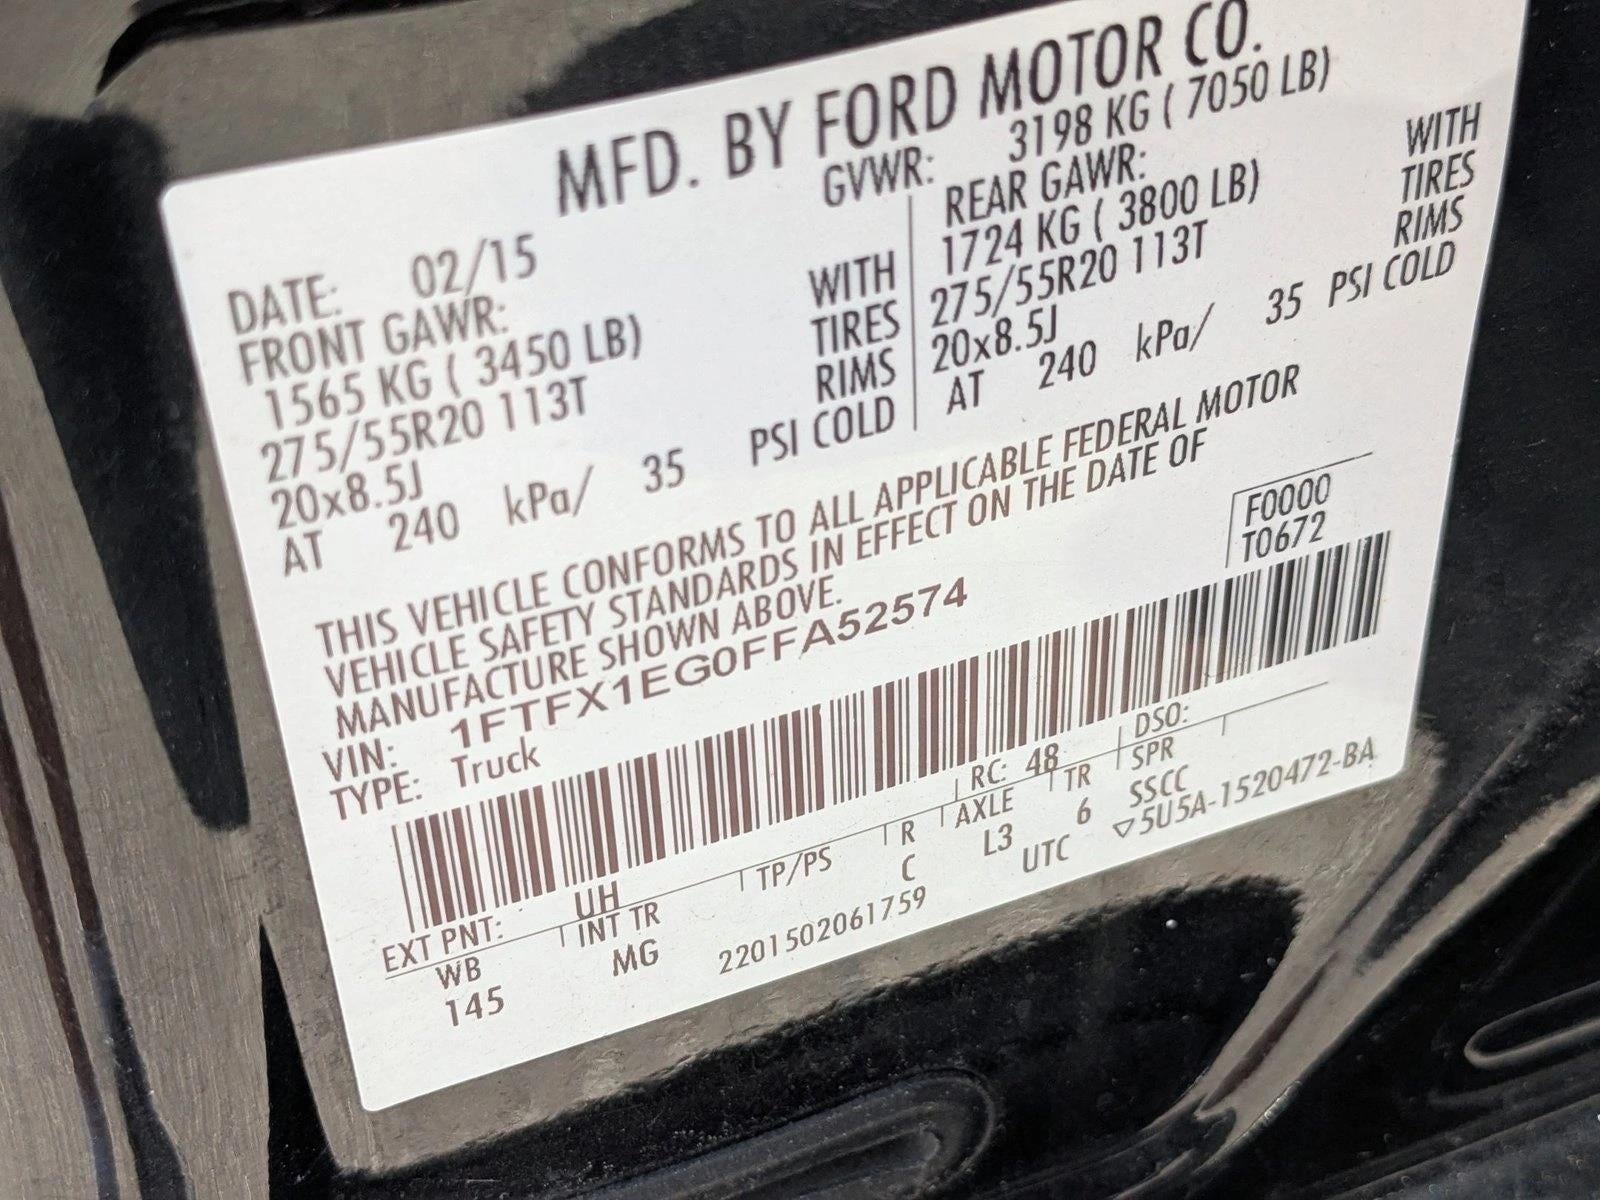 MFD. BY FORD MOTOR CO.
DATE: 02/15 GVWR: 3198 KG ( 7050 LB)
FRONT GAWR: REAR GAWR:
1565 KG ( 3450 LB) WITH 1724 KG ( 3800 LB) WITH
275/55R20 113T TIRES 275/55R20 113T TIRES
20x8.5J RIMS 20x8.5J RIMS
AT 240 kPa/ 35 PSI COLD AT 240 kPa/ 35 PSI COLD
THIS VEHICLE CONFORMS TO ALL APPLICABLE FEDERAL MOTOR
VEHICLE SAFETY STANDARDS IN EFFECT ON THE DATE OF
MANUFACTURE SHOWN ABOVE.
F0000
T0672
VIN: 1FTFX1EG0FFA52574
TYPE: Truck
EXT PNT: UH RC: 48 DSO:
WB INT TR TP/PS R AXLE TR SPR
145 MG C L3 6 SSCC
2201502061759 UTC ▽5U5A-1520472-BA